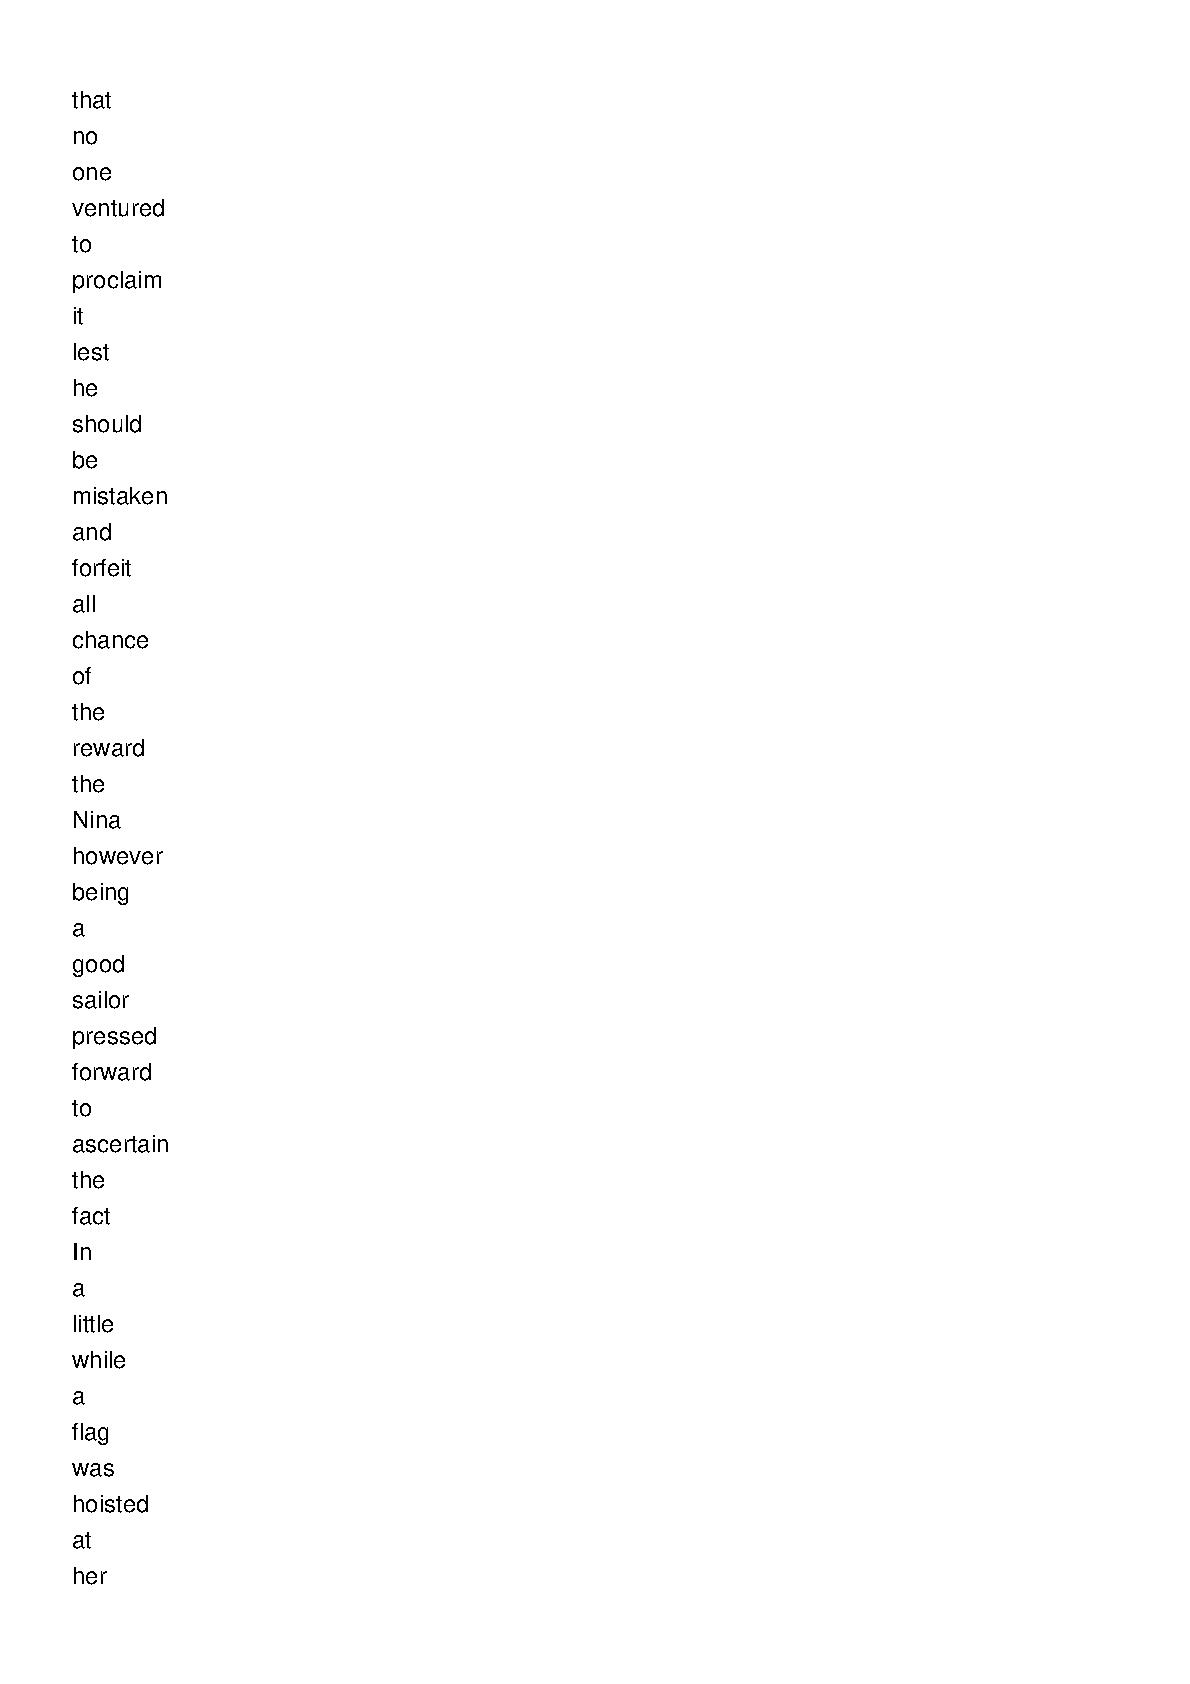 that
no
one
ventured
to
proclaim
it
lest
he
should
be
mistaken
and
forfeit
all
chance
of
the
reward
the
Nina
however
being
a
good
sailor
pressed
forward
to
ascertain
the
fact
In
a
little
while
a
flag
was
hoisted
at
her